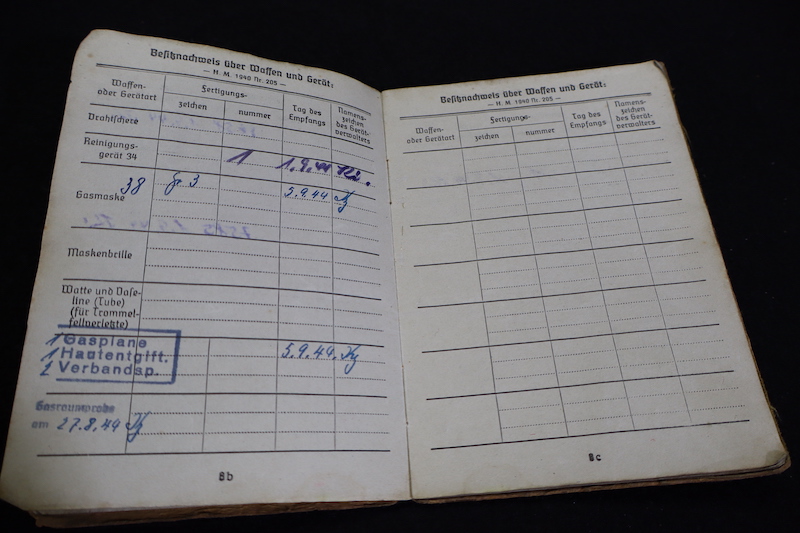 Besitznachweis über Waffen und Gerät:
— H. M. 1940 Nr. 205 —
Waffen-
oder Gerätart
Fertigungs-
zeichen
nummer
Tag des
Empfangs
Namens-
zeichen
des Gerät-
verwalters
Drahtschere
Reinigungs-
gerät 34
1 1.9.44
Gasmaske
38 3 5.9.44
Maskenbrille
Watte und Vase-
line (Tube)
(für Trommel-
fellverletzte)
1 Gasplane
1 Hautentgift. 5.9.44.
2 Verbandsp.
Gasraumprobe
am 27.8.44
8b
Besitznachweis über Waffen und Gerät:
— H. M. 1940 Nr. 205 —
Waffen-
oder Gerätart
Fertigungs-
zeichen
nummer
Tag des
Empfangs
Namens-
zeichen
des Gerät-
verwalters
8c